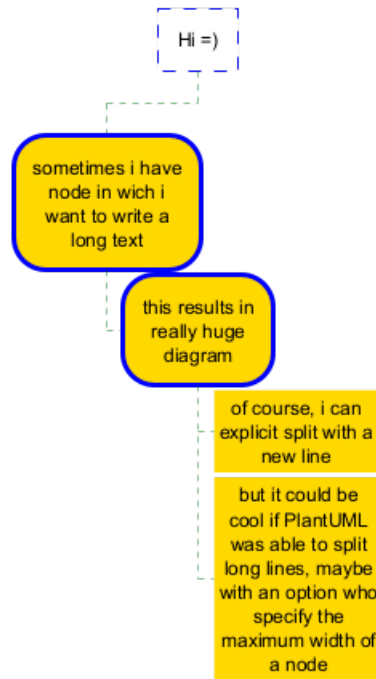 Hi =)
sometimes i have
node in wich i
want to write a
long text
this results in
really huge
diagram
of course, i can
explicit split with a
new line
but it could be
cool if PlantUML
was able to split
long lines, maybe
with an option who
specify the
maximum width of
a node